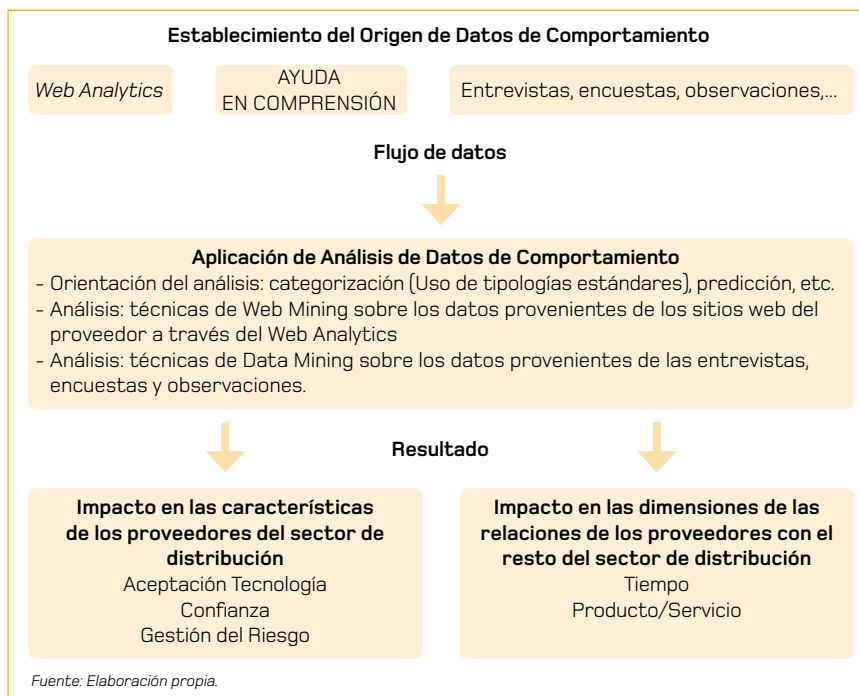 Establecimiento del Origen de Datos de Comportamiento
Web Analytics
AYUDA
EN COMPRENSIÓN
Entrevistas, encuestas, observaciones,...
Flujo de datos
Aplicación de Análisis de Datos de Comportamiento
- Orientación del análisis: categorización (Uso de tipologías estándares), predicción, etc.
- Análisis: técnicas de Web Mining sobre los datos provenientes de los sitios web del
proveedor a través del Web Analytics
- Análisis: técnicas de Data Mining sobre los datos provenientes de las entrevistas,
encuestas y observaciones.
Resultado
Impacto en las características
de los proveedores del sector de
distribución
Aceptación Tecnología
Confianza
Gestión del Riesgo
Impacto en las dimensiones de las
relaciones de los proveedores con el
resto del sector de distribución
Tiempo
Producto/Servicio
Fuente: Elaboración propia.